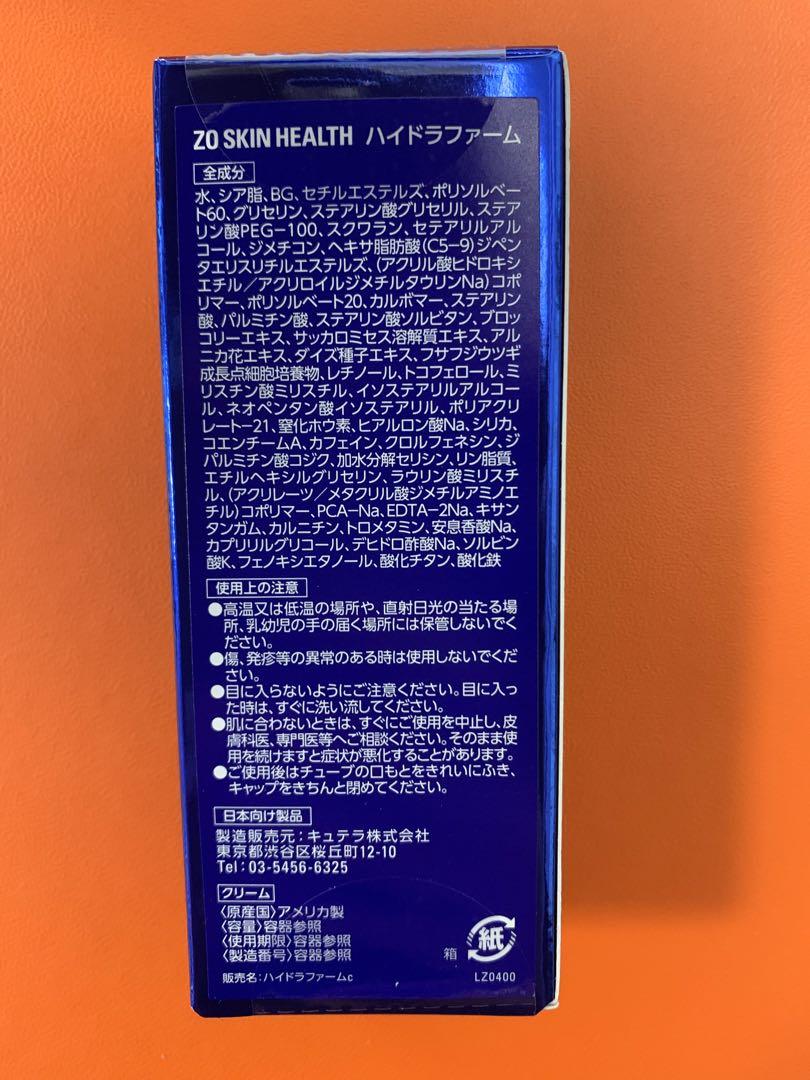 ZO SKIN HEALTH ハイドラファーム
全成分
水、シア脂、BG、セチルエステルズ、ポリソルベー
ト60、グリセリン、ステアリン酸グリセリル、ステア
リン酸PEG-100、スクワラン、セテアリルアル
コール、ジメチコン、ヘキサ脂肪酸(C5-9)ジペン
タエリスリチルエステルズ、(アクリル酸ヒドロキシ
エチル／アクリロイルジメチルタウリンNa)コポ
リマー、ポリソルベート20、カルボマー、ステアリン
酸、パルミチン酸、ステアリン酸ソルビタン、ブロッ
コリーエキス、サッカロミセス溶解質エキス、アル
ニカ花エキス、ダイズ種子エキス、フサフジウツギ
成長点細胞培養物、レチノール、トコフェロール、ミ
リスチン酸ミリスチル、イソステアリルアルコー
ル、ネオペンタン酸イソステアリル、ポリアクリ
レート-21、窒化ホウ素、ヒアルロン酸Na、シリカ、
コエンチームA、カフェイン、クロルフェネシン、ジ
パルミチン酸コジク、加水分解セリシン、リン脂質、
エチルヘキシルグリセリン、ラウリン酸ミリスチ
ル、(アクリレーツ／メタクリル酸ジメチルアミノエ
チル)コポリマー、PCA-Na、EDTA-2Na、キサン
タンガム、カルニチン、トロメタミン、安息香酸Na、
カプリリルグリコール、デヒドロ酢酸Na、ソルビン
酸K、フェノキシエタノール、酸化チタン、酸化鉄
使用上の注意
●高温又は低温の場所や、直射日光の当たる場
所、乳幼児の手の届く場所には保管しないでく
ださい。
●傷、発疹等の異常のある時は使用しないでくだ
さい。
●目に入らないようにご注意ください。目に入っ
た時は、すぐに洗い流してください。
●肌に合わないときは、すぐにご使用を中止し、皮
膚科医、専門医等へご相談ください。そのまま使
用を続けますと症状が悪化することがあります。
●ご使用後はチューブの口もとをきれいにふき、
キャップをきちんと閉めてください。
日本向け製品
製造販売元：キュテラ株式会社
東京都渋谷区桜丘町12-10
Tel：03-5456-6325
クリーム
〈原産国〉アメリカ製
〈容量〉容器参照
〈使用期限〉容器参照
〈製造番号〉容器参照
箱 紙
販売名：ハイドラファームc LZ0400